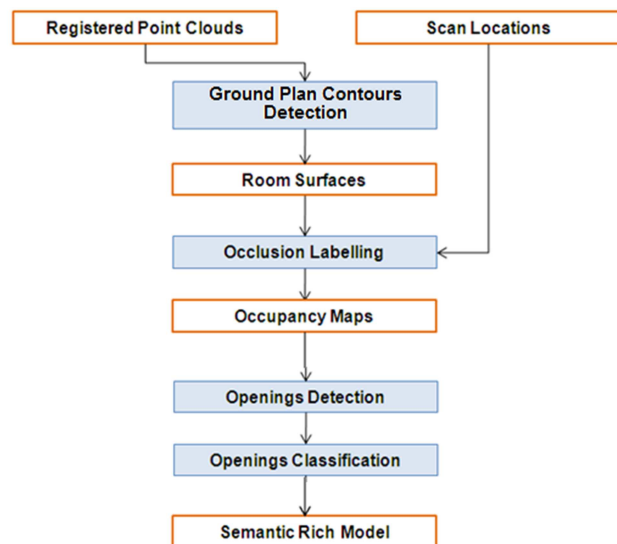 Registered Point Clouds
Scan Locations
Ground Plan Contours
Detection
Room Surfaces
Occlusion Labelling
Occupancy Maps
Openings Detection
Openings Classification
Semantic Rich Model